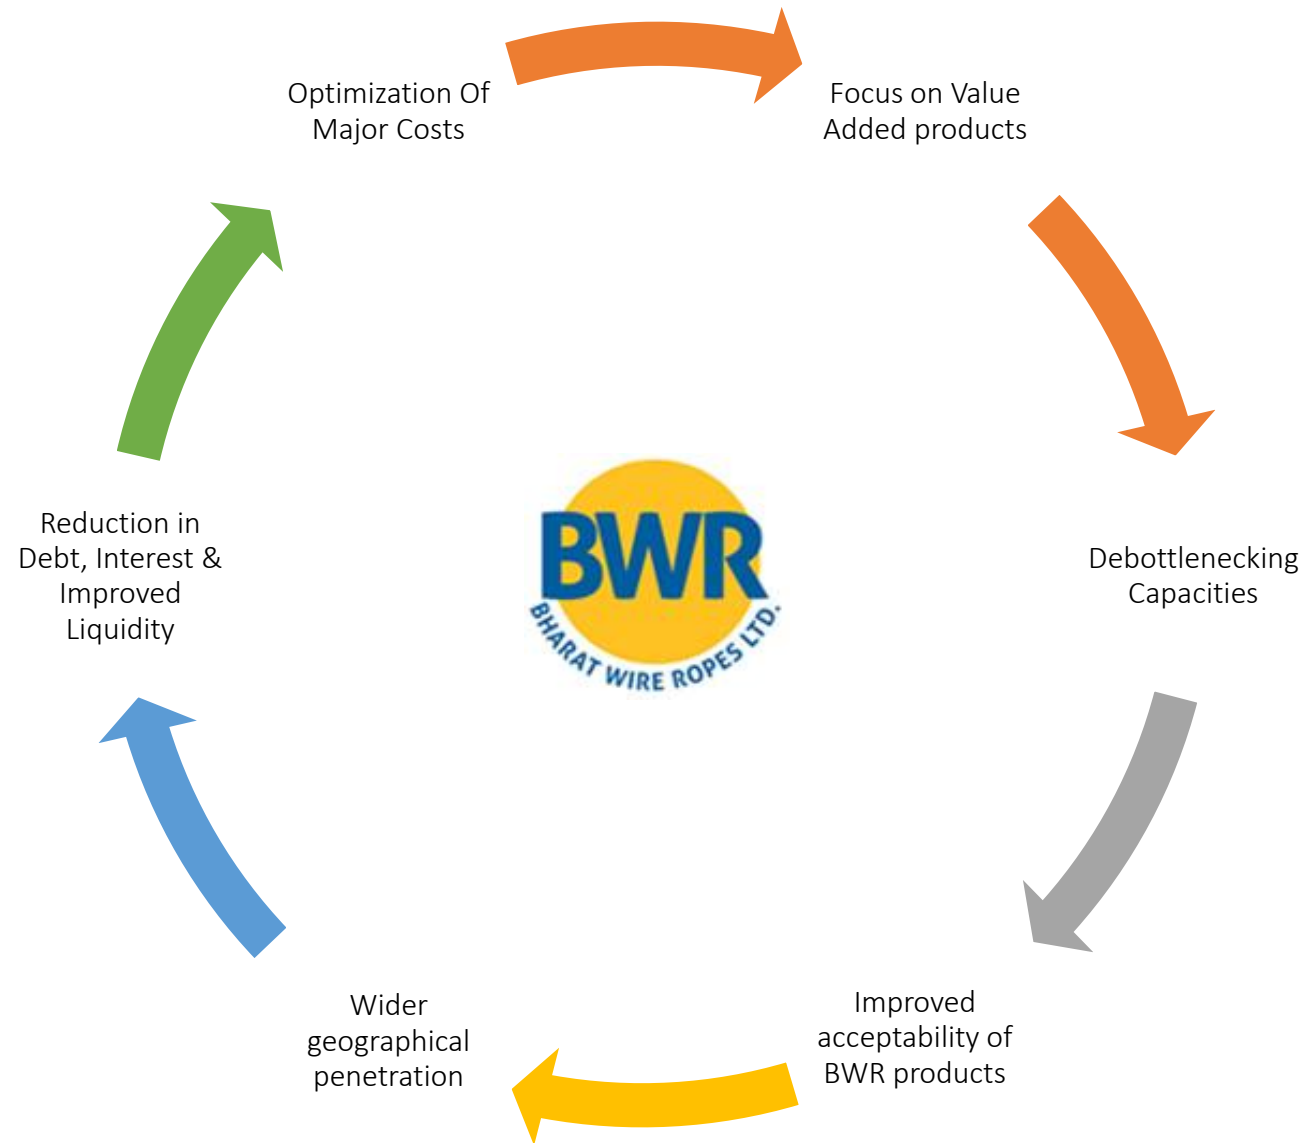 Optimization Of
Major Costs
Focus on Value
Added products
Debottlenecking
Capacities
Improved
acceptability of
BWR products
Wider
geographical
penetration
Reduction in
Debt, Interest &
Improved
Liquidity
BWR
BHARAT WIRE ROPES LTD.